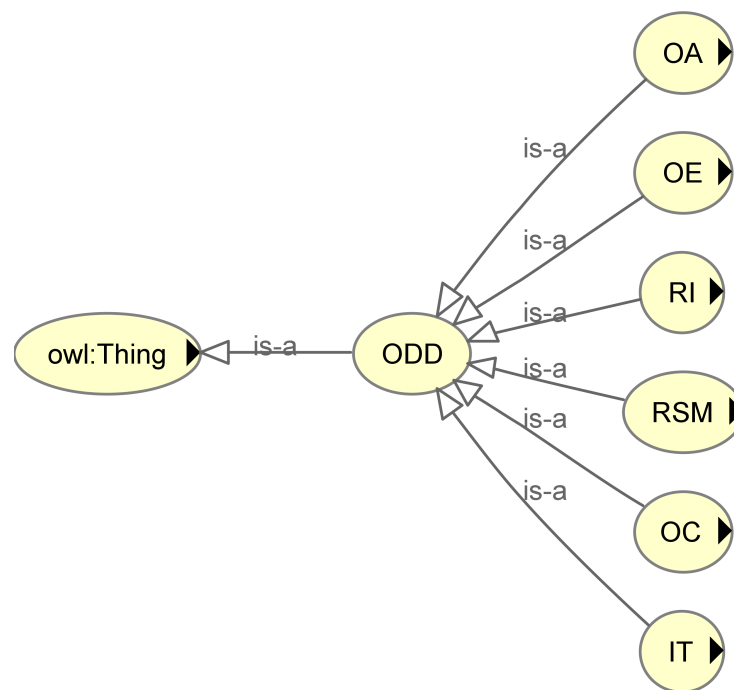 OA
is-a
OE
is-a
RI
is-a
owl:Thing
is-a
ODD
is-a
RSM
is-a
OC
is-a
IT